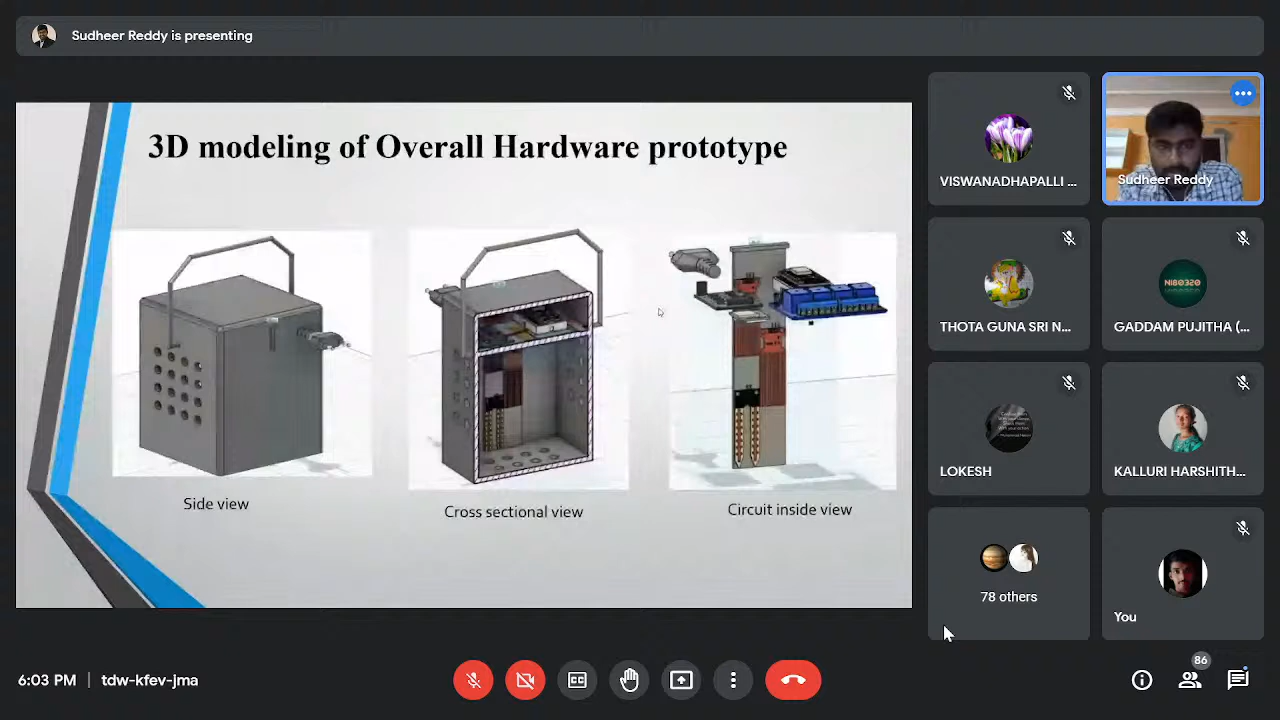 Sudheer Reddy is presenting
3D modeling of Overall Hardware prototype
Side view
Cross sectional view
Circuit inside view
VISWANADHAPALLI ...
Sudheer Reddy
THOTA GUNA SRI N...
GADDAM PUJITHA (...
NI80320
LOKESH
KALLURI HARSHITH...
78 others
You
6:03 PM | tdw-kfev-jma
CC
86